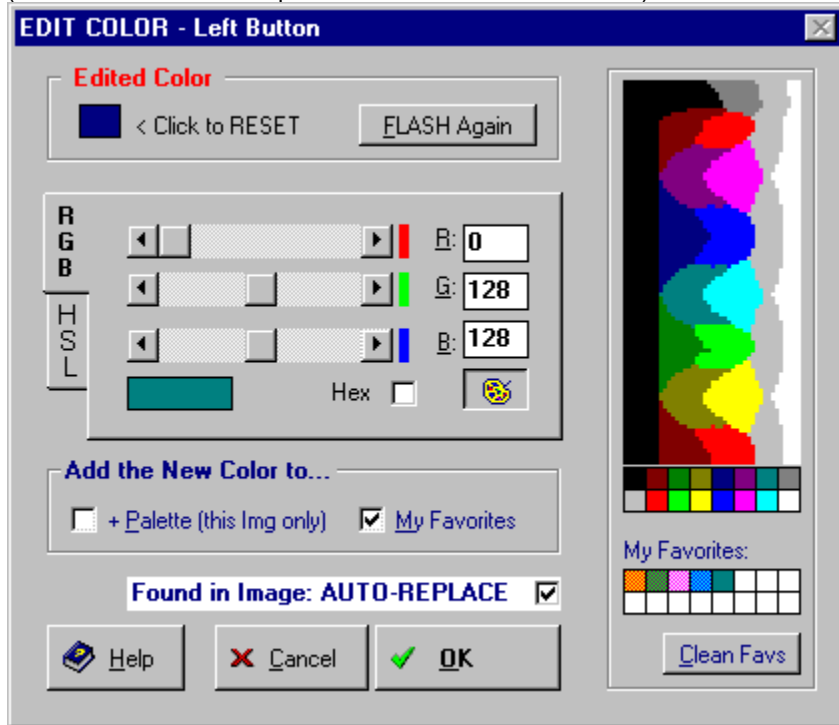 EDIT COLOR - Left Button
Edited Color
< Click to RESET
FLASH Again
R
G
B
R: 0
G: 128
H
S
L
B: 128
Hex
Add the New Color to...
+ Palette (this Img only)
My Favorites
My Favorites:
Found in Image: AUTO-REPLACE
Help
Cancel
OK
Clean Favs